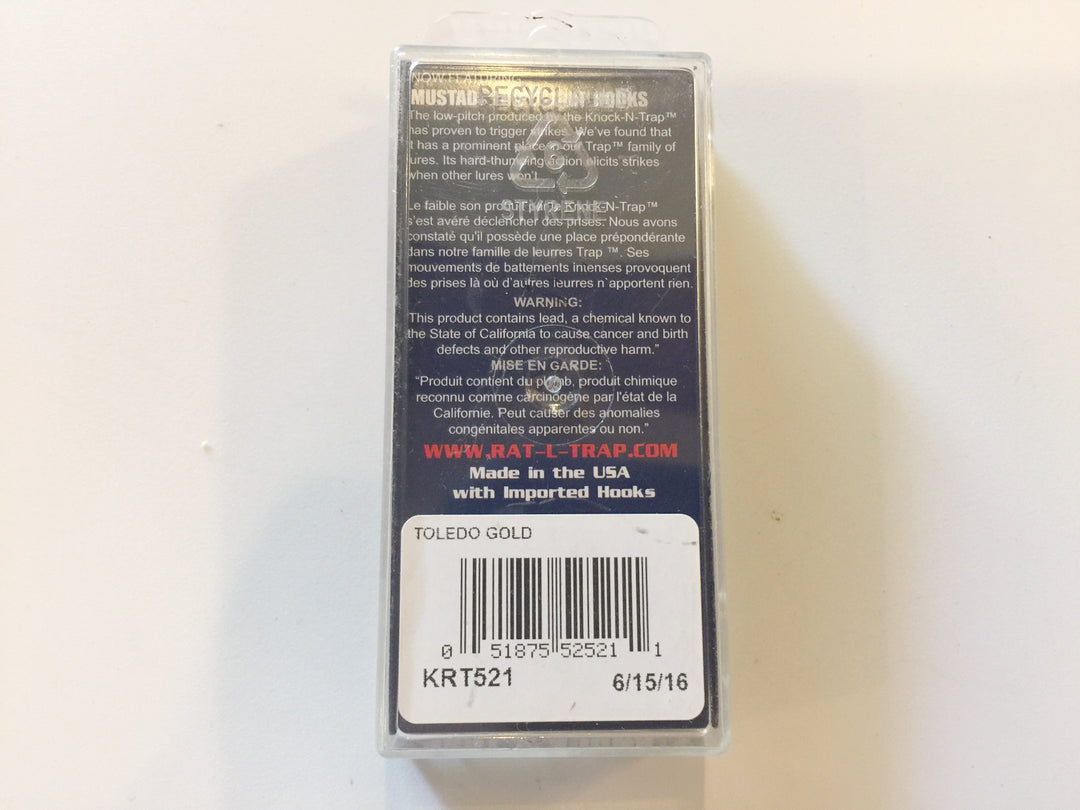 NOW FEATURING
MUSTAD HOOKS
The low-pitch produced by the Knock-N-Trap™
has proven to trigger strikes. We've found that
it has a prominent place in our Trap™ family of
lures. Its hard-thumping action elicits strikes
when other lures won't.
RECYCLE
STYRENE
Le faible son produit par le Knock-N-Trap™
s'est avéré déclencher des prises. Nous avons
constaté qu'il possède une place prépondérante
dans notre famille de leurres Trap ™. Ses
mouvements de battements intenses provoquent
des prises là où d'autres leurres n`apportent rien.
WARNING:
This product contains lead, a chemical known to
the State of California to cause cancer and birth
defects and other reproductive harm."
MISE EN GARDE:
"Produit contient du plomb, produit chimique
reconnu comme carcinogène par l'état de la
Californie. Peut causer des anomalies
congénitales apparentes ou non."
WWW.RAT-L-TRAP.COM
Made in the USA
with Imported Hooks
TOLEDO GOLD
0 51875 52521 1
KRT521 6/15/16